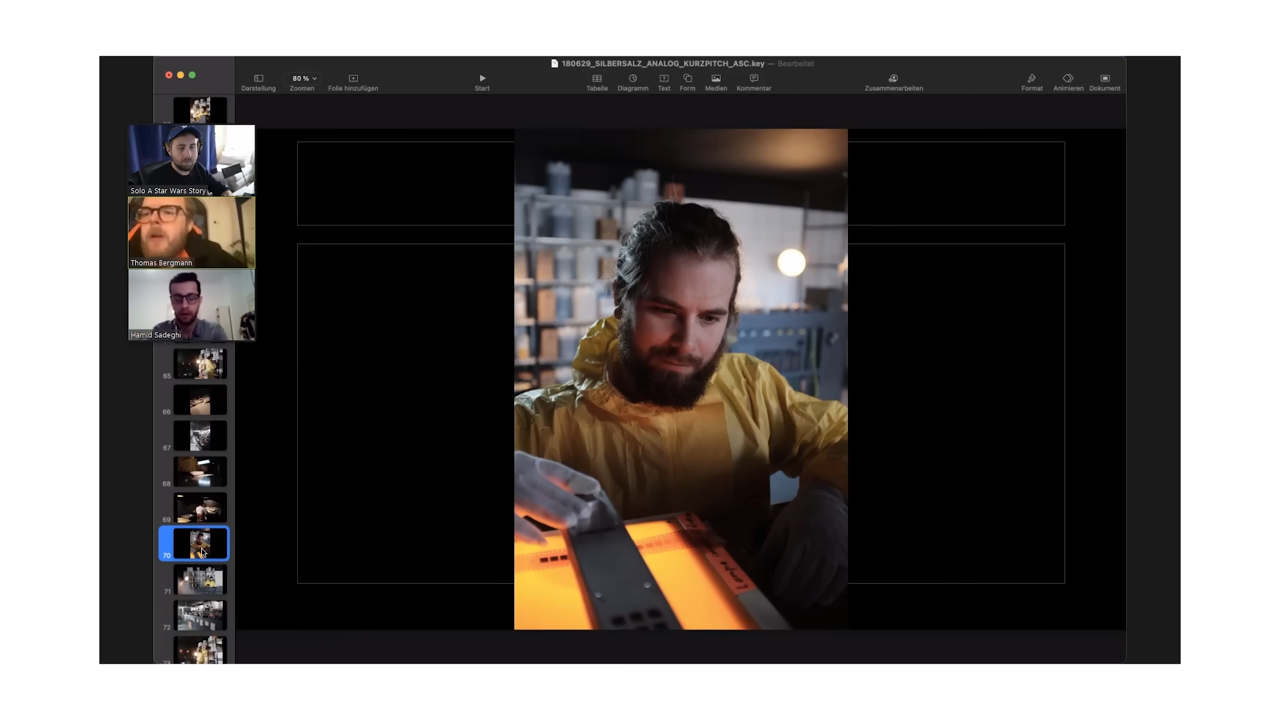 180629_SILBERSALZ_ANALOG_KURZPITCH_ASC.key — Bearbeitet
80 %
Darstellung Zoomen Folie hinzufügen Start Tabelle Diagramm Form Text Medien Kommentar Zusammenarbeiten Format Animieren Dokument
Solo A Star Wars Story
Thomas Bergmann
Hamid Sadeghi
65
66
67
68
69
70
71
72
Lampe